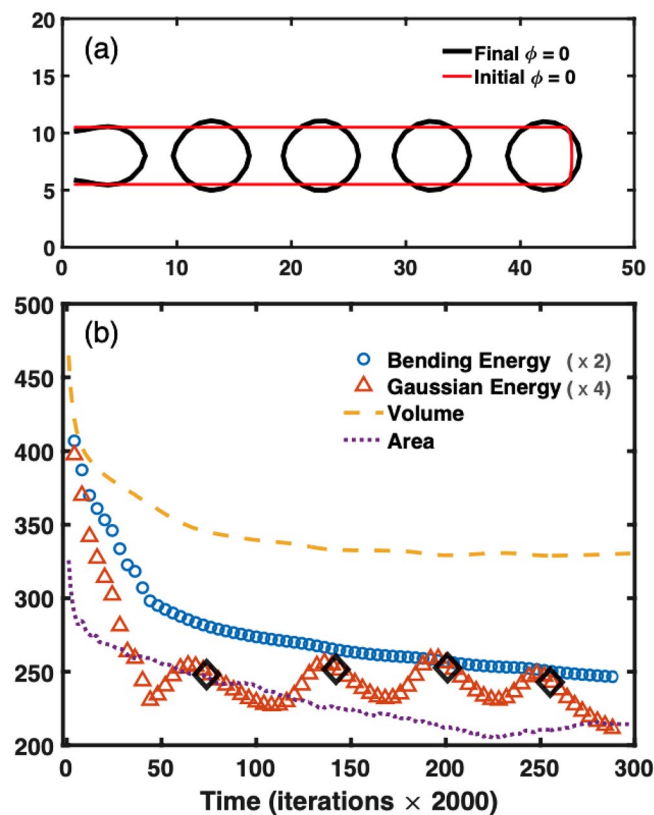 20
(a)
Final ϕ = 0
Initial ϕ = 0
15
10
5
0
0 10 20 30 40 50
500
(b)
Bending Energy (×2)
Gaussian Energy (×4)
Volume
Area
450
400
350
300
250
200
0 50 100 150 200 250 300
Time (iterations × 2000)